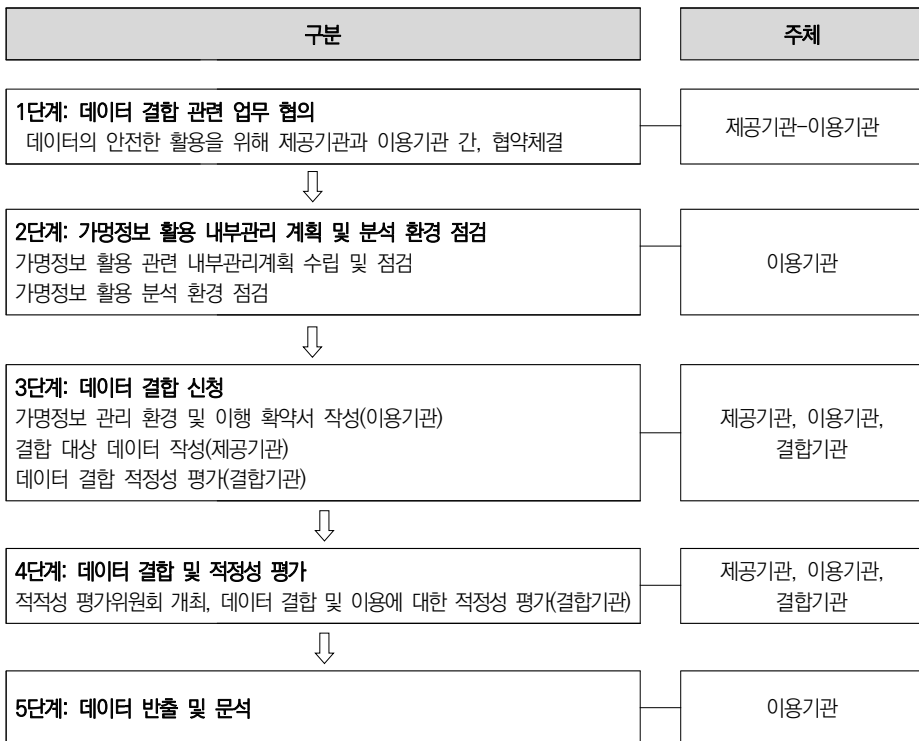 구분
주체
1단계: 데이터 결합 관련 업무 협의
데이터의 안전한 활용을 위해 제공기관과 이용기관 간, 협약체결
제공기관-이용기관
2단계: 가멍정보 활용 내부관리 계획 및 분석 환경 점검
가명정보 활용 관련 내부관리계획 수립 및 점검
가명정보 활용 분석 환경 점검
이용기관
3단계: 데이터 결합 신청
가명정보 관리 환경 및 이행 확약서 작성(이용기관)
결합 대상 데이터 작성(제공기관)
데이터 결합 적정성 평가(결합기관)
제공기관, 이용기관,
결합기관
4단계: 데이터 결합 및 적정성 평가
적적성 평가위원회 개최, 데이터 결합 및 이용에 대한 적정성 평가(결합기관)
제공기관, 이용기관,
결합기관
5단계: 데이터 반출 및 문석
이용기관